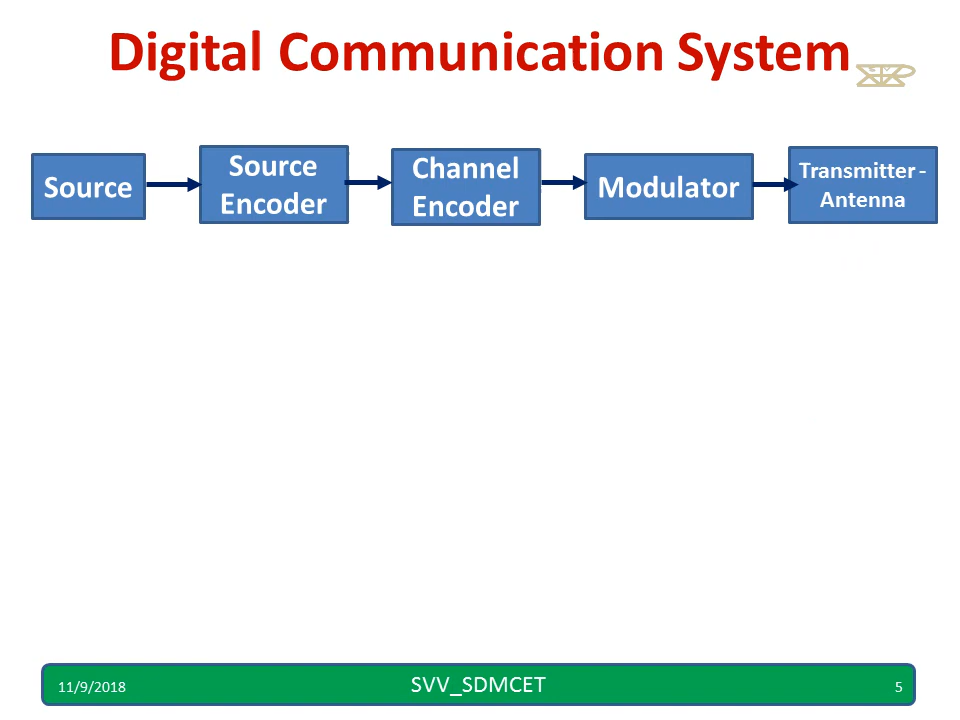 Digital Communication System
Source
Source
Encoder
Channel
Encoder
Modulator
Transmitter -
Antenna
11/9/2018
SVV_SDMCET
5